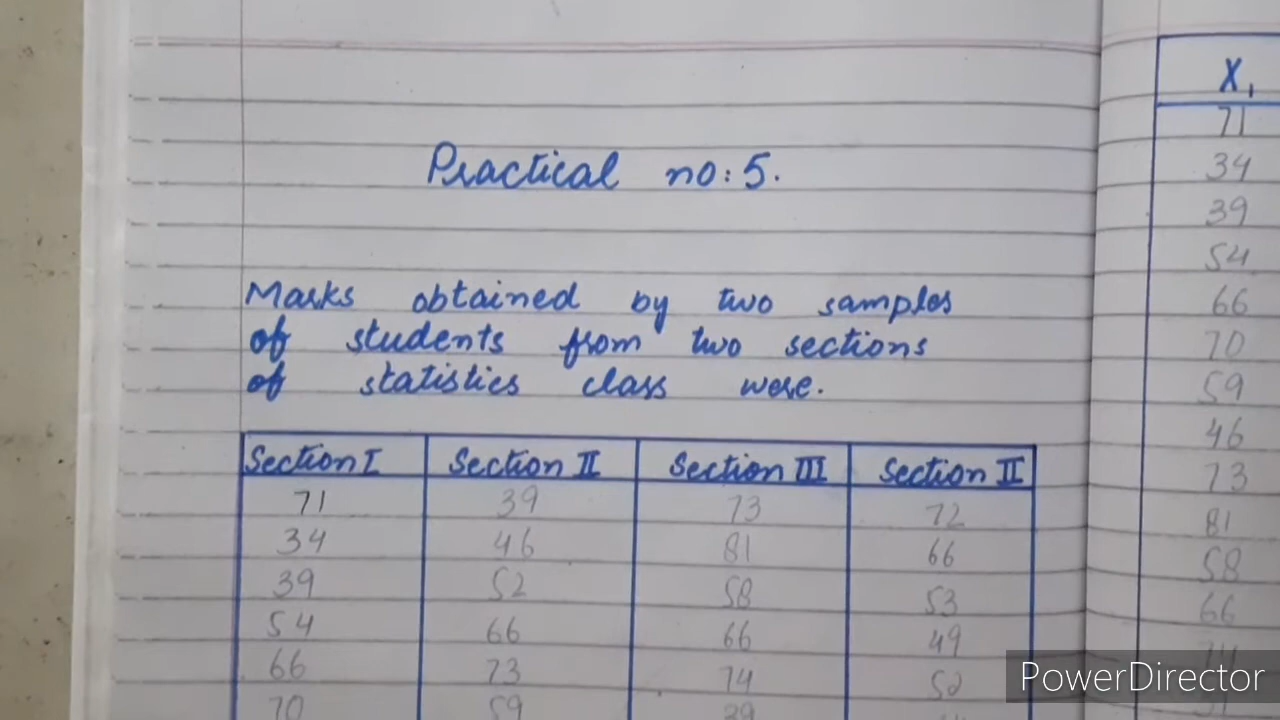 Practical no: 5.
Marks obtained by two samples
of students from two sections
of statistics class were.
Section I Section II Section III Section II
71 39 73 72
34 46 81 66
39 52 58 53
54 66 66 49
66 73 74
70 59 39
X1
71
34
39
54
66
70
59
46
73
81
58
66
PowerDirector